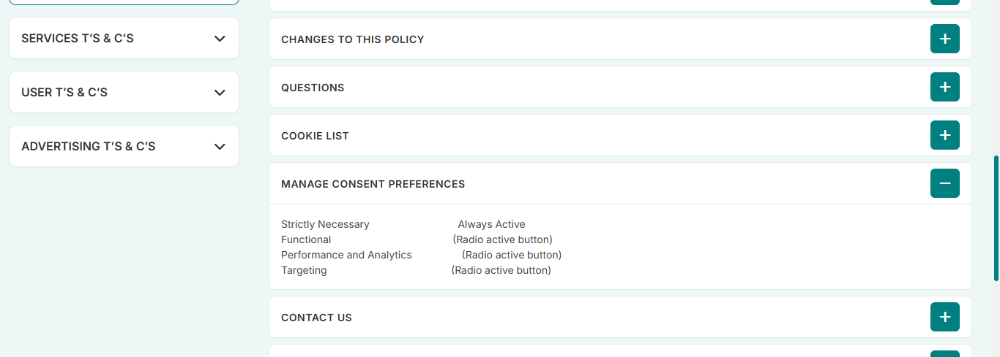 SERVICES T’S & C’S
USER T’S & C’S
ADVERTISING T’S & C’S
CHANGES TO THIS POLICY
QUESTIONS
COOKIE LIST
MANAGE CONSENT PREFERENCES
Strictly Necessary Always Active
Functional (Radio active button)
Performance and Analytics (Radio active button)
Targeting (Radio active button)
CONTACT US